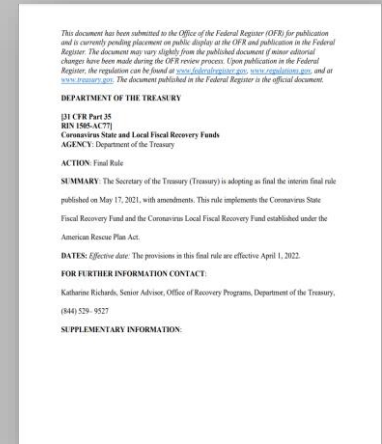 This document has been submitted to the Office of the Federal Register (OFR) for publication
and is currently pending placement on public display at the OFR and publication in the Federal
Register. The document may vary slightly from the published document if minor editorial
changes have been made during the OFR review process. Upon publication in the Federal
Register, the regulation can be found at www.federalregister.gov, www.regulations.gov, and at
www.treasury.gov. The document published in the Federal Register is the official document.
DEPARTMENT OF THE TREASURY
[31 CFR Part 35
RIN 1505-AC77]
Coronavirus State and Local Fiscal Recovery Funds
AGENCY: Department of the Treasury
ACTION: Final Rule
SUMMARY: The Secretary of the Treasury (Treasury) is adopting as final the interim final rule
published on May 17, 2021, with amendments. This rule implements the Coronavirus State
Fiscal Recovery Fund and the Coronavirus Local Fiscal Recovery Fund established under the
American Rescue Plan Act.
DATES: Effective date: The provisions in this final rule are effective April 1, 2022.
FOR FURTHER INFORMATION CONTACT:
Katharine Richards, Senior Advisor, Office of Recovery Programs, Department of the Treasury,
(844) 529- 9527
SUPPLEMENTARY INFORMATION: